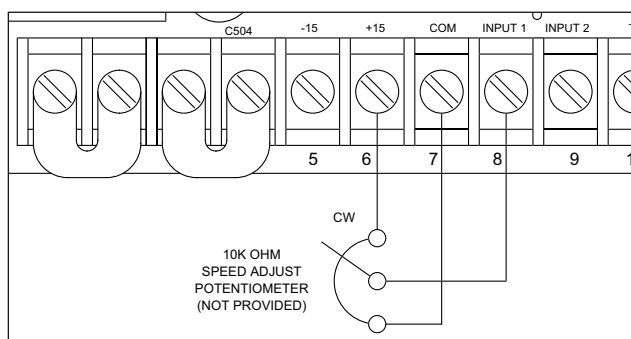 C504 -15 +15 COM INPUT 1 INPUT 2
5 6 7 8 9 1
CW
10K OHM
SPEED ADJUST
POTENTIOMETER
(NOT PROVIDED)